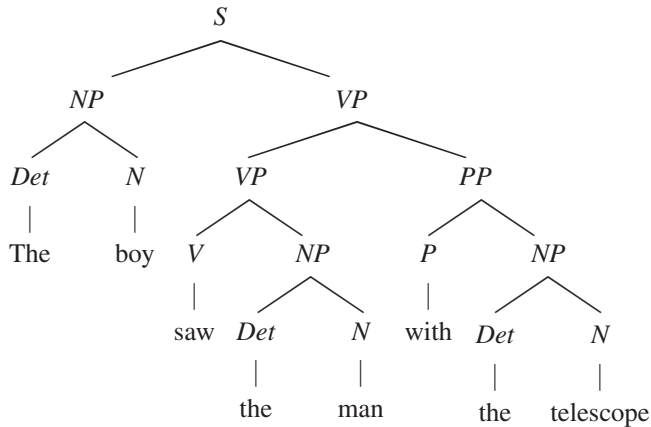 S
NP VP
Det N VP PP
The boy V NP P NP
saw Det N with Det N
the man the telescope